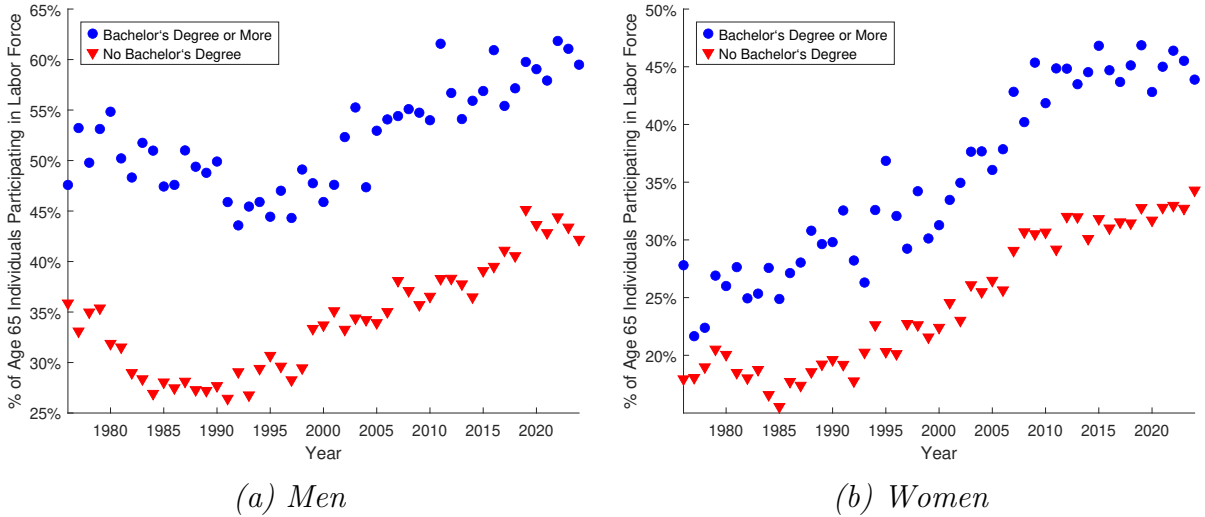 65%
60%
55%
50%
45%
40%
35%
30%
25%
% of Age 65 Individuals Participating in Labor Force
Bachelor's Degree or More
No Bachelor's Degree
1980 1985 1990 1995 2000 2005 2010 2015 2020
Year
(a) Men
50%
45%
40%
35%
30%
25%
20%
% of Age 65 Individuals Participating in Labor Force
Bachelor's Degree or More
No Bachelor's Degree
1980 1985 1990 1995 2000 2005 2010 2015 2020
Year
(b) Women